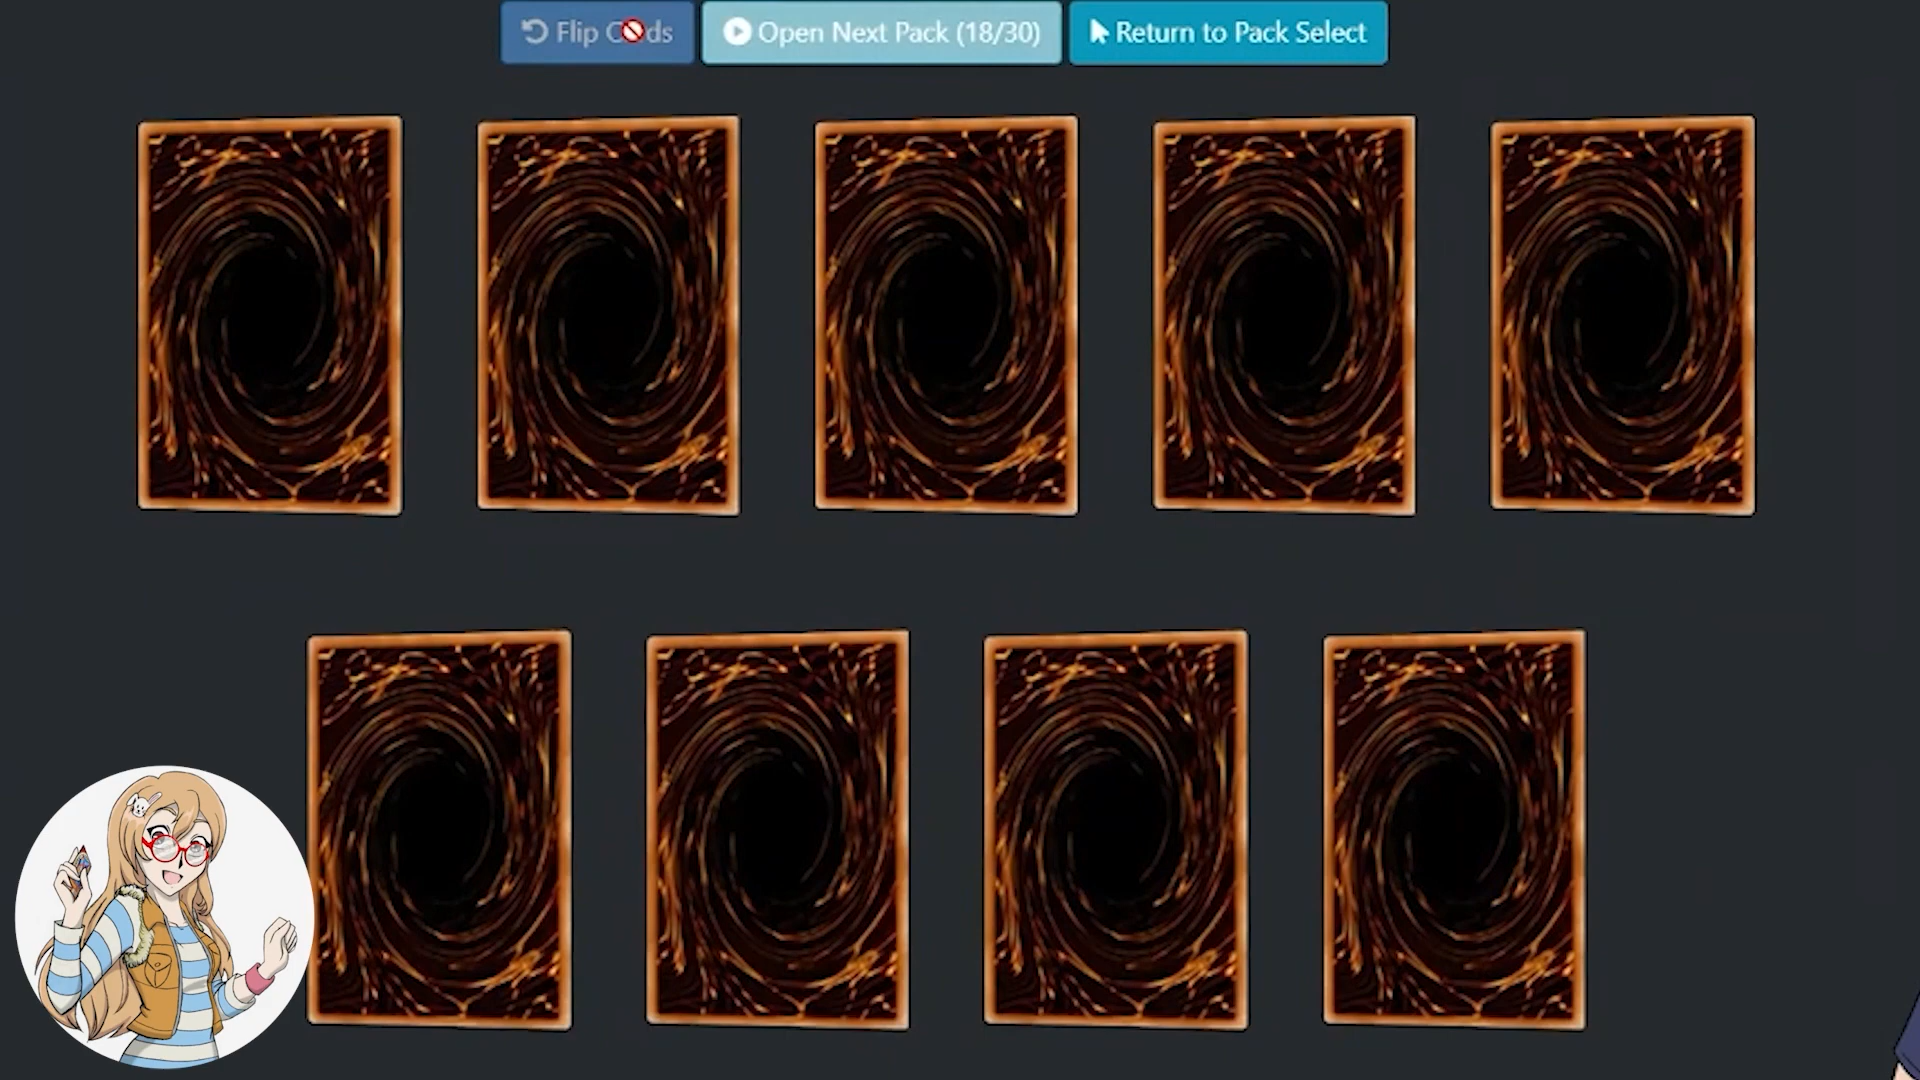 Flip Cards
Open Next Pack (18/30)
Return to Pack Select